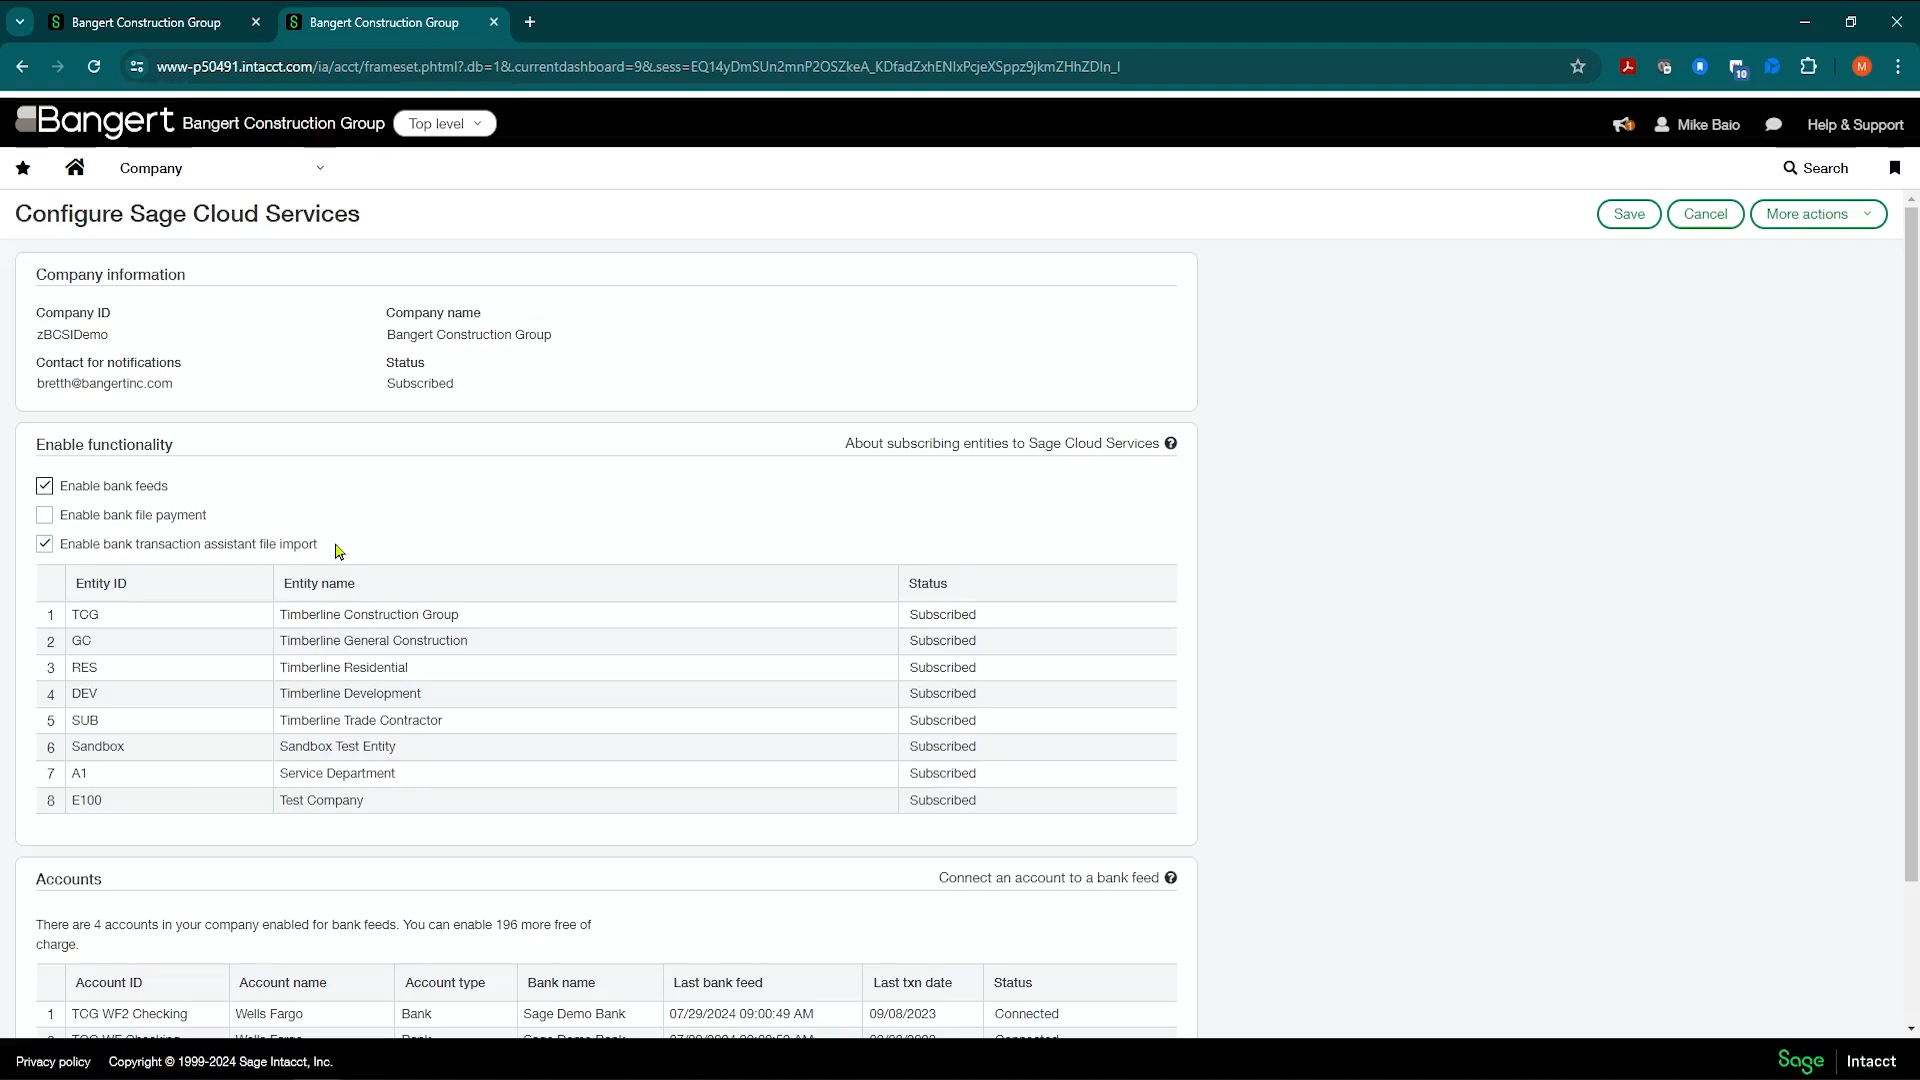 Bangert Construction Group
Bangert Construction Group
www-p50491.intacct.com/ia/acct/frameset.phtml?.db=1&.currentdashboard=9&.sess=EQ14yDmSUn2mnP2OSZkeA_KDfadZxhENIxPcjeXSppz9jkmZHhZDIn_I
10
M
Bangert Bangert Construction Group Top level
1 Mike Baio Help & Support
Company
Search
Configure Sage Cloud Services
Save Cancel More actions
Company information
Company ID Company name
zBCSIDemo Bangert Construction Group
Contact for notifications Status
bretth@bangertinc.com Subscribed
Enable functionality About subscribing entities to Sage Cloud Services ?
Enable bank feeds
Enable bank file payment
Enable bank transaction assistant file import
Entity ID Entity name Status
1 TCG Timberline Construction Group Subscribed
2 GC Timberline General Construction Subscribed
3 RES Timberline Residential Subscribed
4 DEV Timberline Development Subscribed
5 SUB Timberline Trade Contractor Subscribed
6 Sandbox Sandbox Test Entity Subscribed
7 A1 Service Department Subscribed
8 E100 Test Company Subscribed
Accounts Connect an account to a bank feed ?
There are 4 accounts in your company enabled for bank feeds. You can enable 196 more free of
charge.
Account ID Account name Account type Bank name Last bank feed Last txn date Status
1 TCG WF2 Checking Wells Fargo Bank Sage Demo Bank 07/29/2024 09:00:49 AM 09/08/2023 Connected
Privacy policy Copyright © 1999-2024 Sage Intacct, Inc.
Sage Intacct